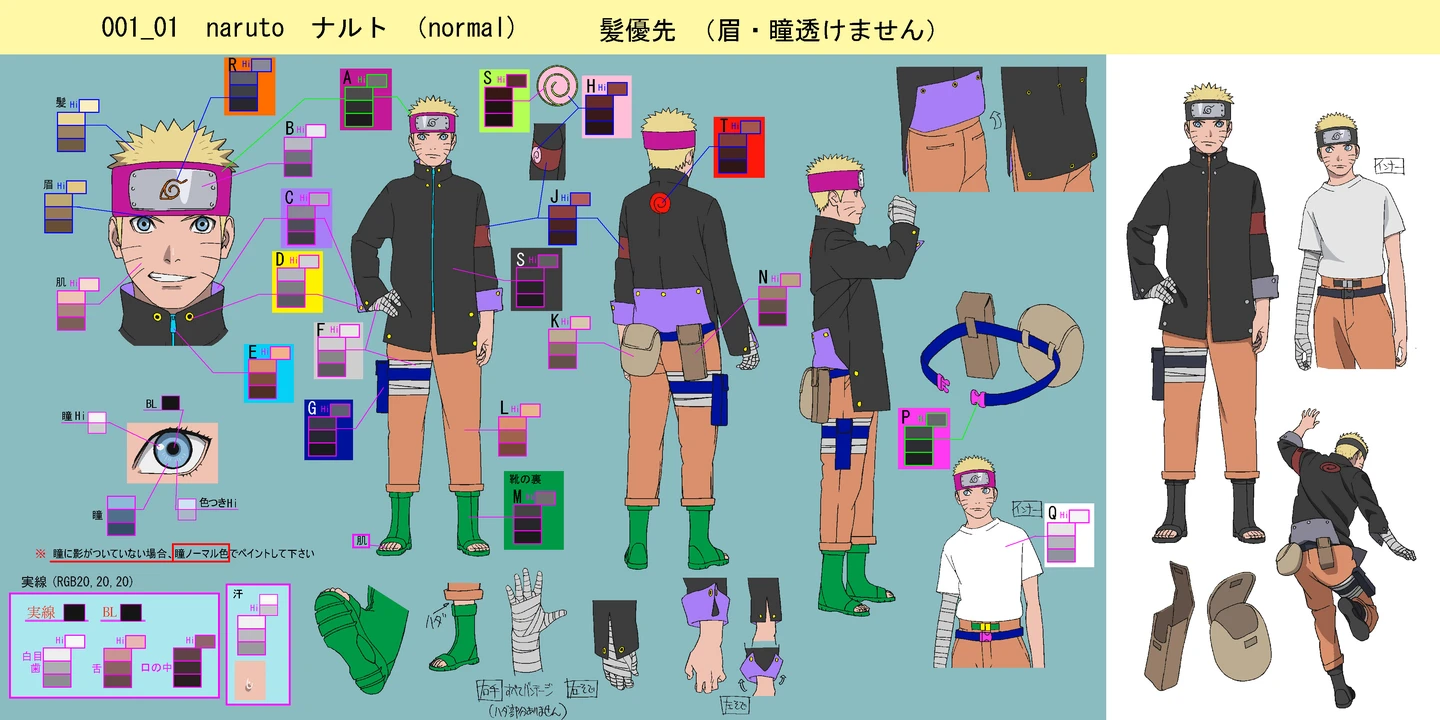 001_01 naruto ナルト (normal) 髪優先 (眉・瞳透けません)
R Hi
A Hi
S Hi
H Hi
髪 Hi
B Hi
T Hi
インナー
眉 Hi
C Hi
J Hi
D Hi
S Hi
肌 Hi
N Hi
F Hi
K Hi
E Hi
BL
瞳Hi
G Hi
L Hi
P Hi
瞳
色つきHi
靴の裏
M Hi
インナー
Q Hi
肌
※ 瞳に影がついていない場合、瞳ノーマル色でペイントして下さい
実線 (RGB20,20,20)
実線 BL
汗
Hi
Hi Hi Hi
白目
歯
舌
口の中
ハダ
右手 すべてバンテージ
(ハダ部分ありません)
右そで
左そで